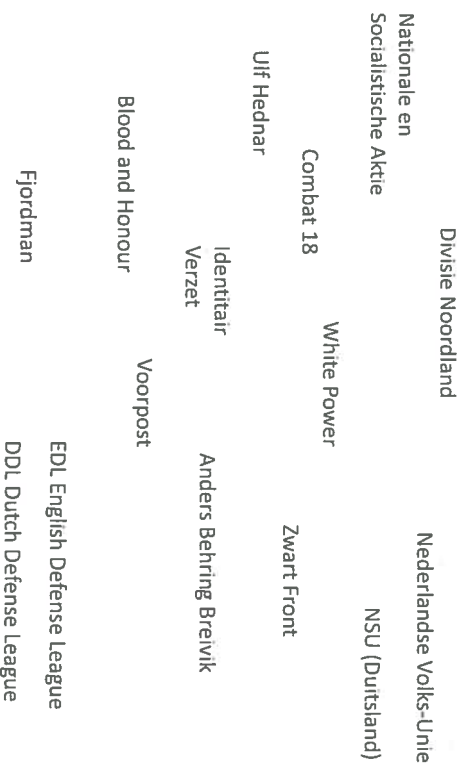 Divisie Noordland
Nederlandse Volks-Unie
Nationale en
Socialistische Aktie
NSU (Duitsland)
White Power
Combat 18
Zwart Front
Ulf Hednar
Identitair
Verzet
Anders Behring Breivik
Voorpost
Blood and Honour
EDL English Defense League
Fjordman
DDL Dutch Defense League